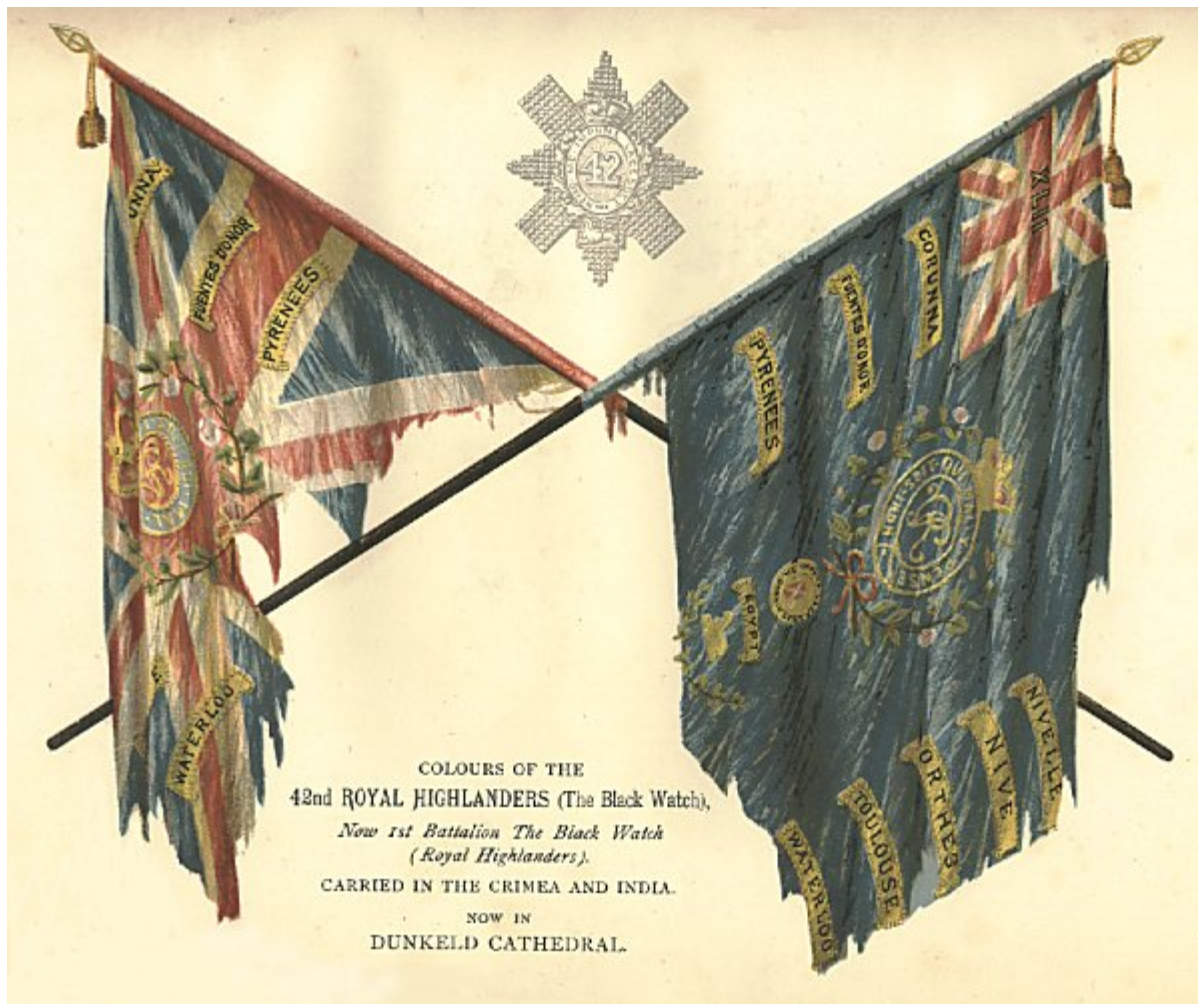 42
UNNA
FUENTES D'ONOR
PYRENEES
WATERLOO
XLII
CORUNNA
FUENTES D'ONOR
PYRENEES
EGYPT
NIVELLE
NIVE
ORTHES
TOULOUSE
WATERLOO
COLOURS OF THE
42nd ROYAL HIGHLANDERS (The Black Watch),
Now 1st Battalion The Black Watch
(Royal Highlanders).
CARRIED IN THE CRIMEA AND INDIA.
NOW IN
DUNKELD CATHEDRAL.